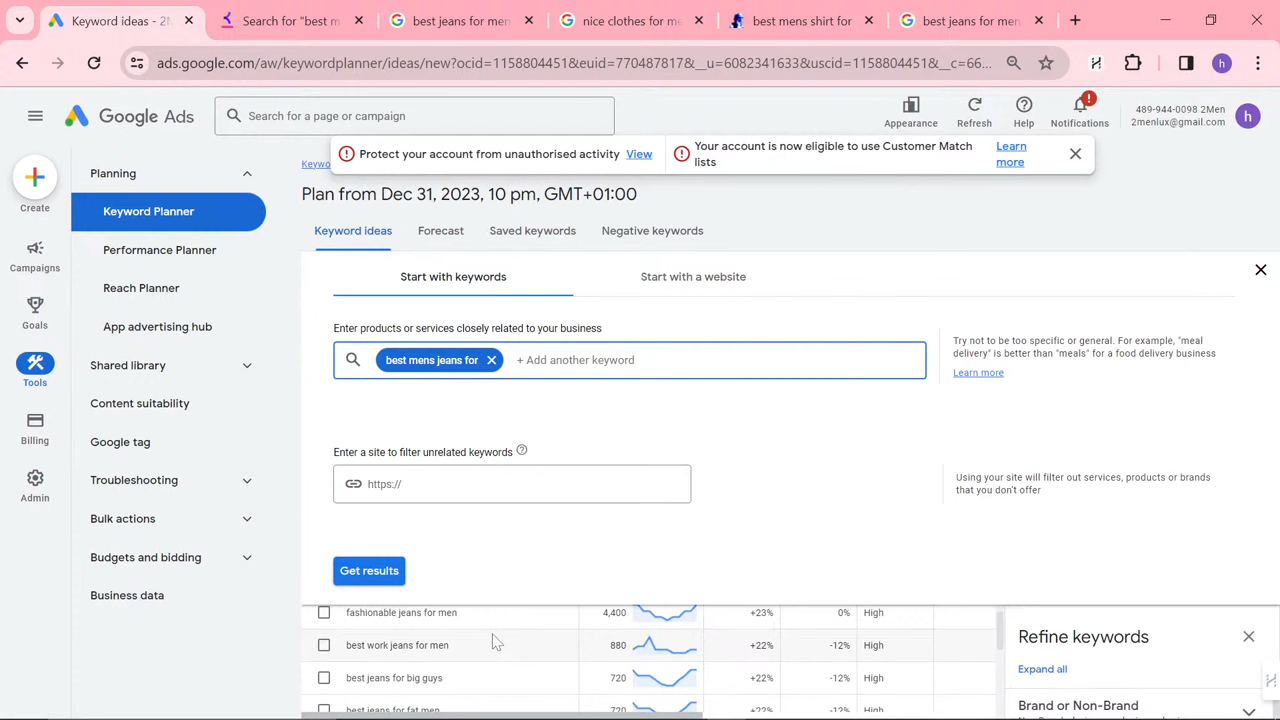 Keyword ideas - 2M
Search for "best m
best jeans for men
nice clothes for me
best mens shirt for
best jeans for men
ads.google.com/aw/keywordplanner/ideas/new?ocid=1158804451&euid=770487817&__u=6082341633&uscid=1158804451&__c=66...
h
Google Ads
Search for a page or campaign
Appearance
Refresh
Help
Notifications
489-944-0098 2Men
2menlux@gmail.com
h
Protect your account from unauthorised activity View
Your account is now eligible to use Customer Match
lists
Learn
more
Create
Campaigns
Goals
Tools
Billing
Admin
Planning
Keyword Planner
Performance Planner
Reach Planner
App advertising hub
Shared library
Content suitability
Google tag
Troubleshooting
Bulk actions
Budgets and bidding
Business data
Keywo
Plan from Dec 31, 2023, 10 pm, GMT+01:00
Keyword ideas Forecast Saved keywords Negative keywords
Start with keywords Start with a website
Enter products or services closely related to your business
best mens jeans for + Add another keyword
Try not to be too specific or general. For example, "meal
delivery" is better than "meals" for a food delivery business
Learn more
Enter a site to filter unrelated keywords
https://
Using your site will filter out services, products or brands
that you don't offer
Get results
fashionable jeans for men 4,400 +23% 0% High
best work jeans for men 880 +22% -12% High
best jeans for big guys 720 +22% -12% High
best jeans for fat men 720 +22% -12% High
Refine keywords
Expand all
Brand or Non-Brand